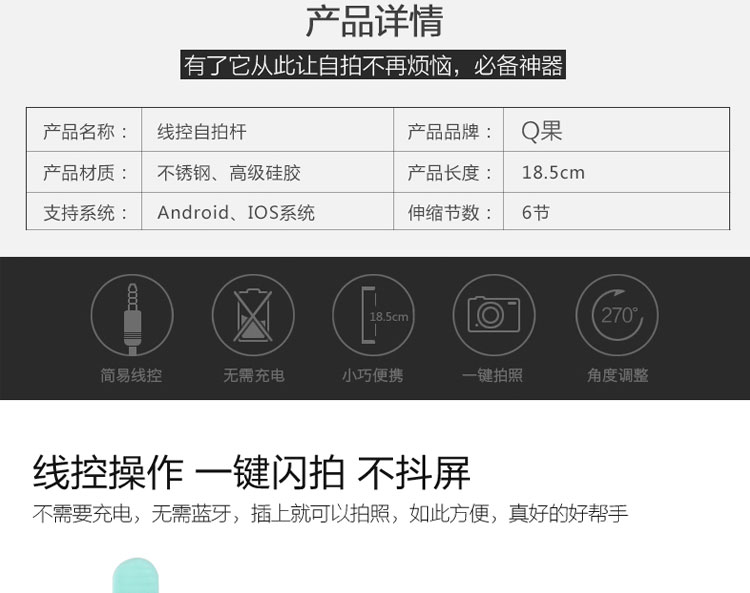 产品详情
有了它从此让自拍不再烦恼，必备神器
产品名称： 线控自拍杆 产品品牌： Q果
产品材质： 不锈钢、高级硅胶 产品长度： 18.5cm
支持系统： Android、IOS系统 伸缩节数： 6节
18.5cm 270°
简易线控 无需充电 小巧便携 一键拍照 角度调整
线控操作 一键闪拍 不抖屏
不需要充电，无需蓝牙，插上就可以拍照，如此方便，真好的好帮手